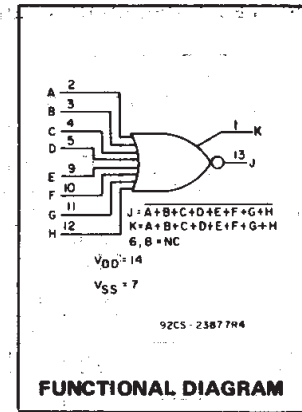 A 2
B 3
C 4
D 5
E 9
F 10
G 11
H 12
1 K
13 J
J=A+B+C+D+E+F+G+H
K=A+B+C+D+E+F+G+H
6,8=NC
VDD=14
VSS=7
92CS-23877R4
FUNCTIONAL DIAGRAM